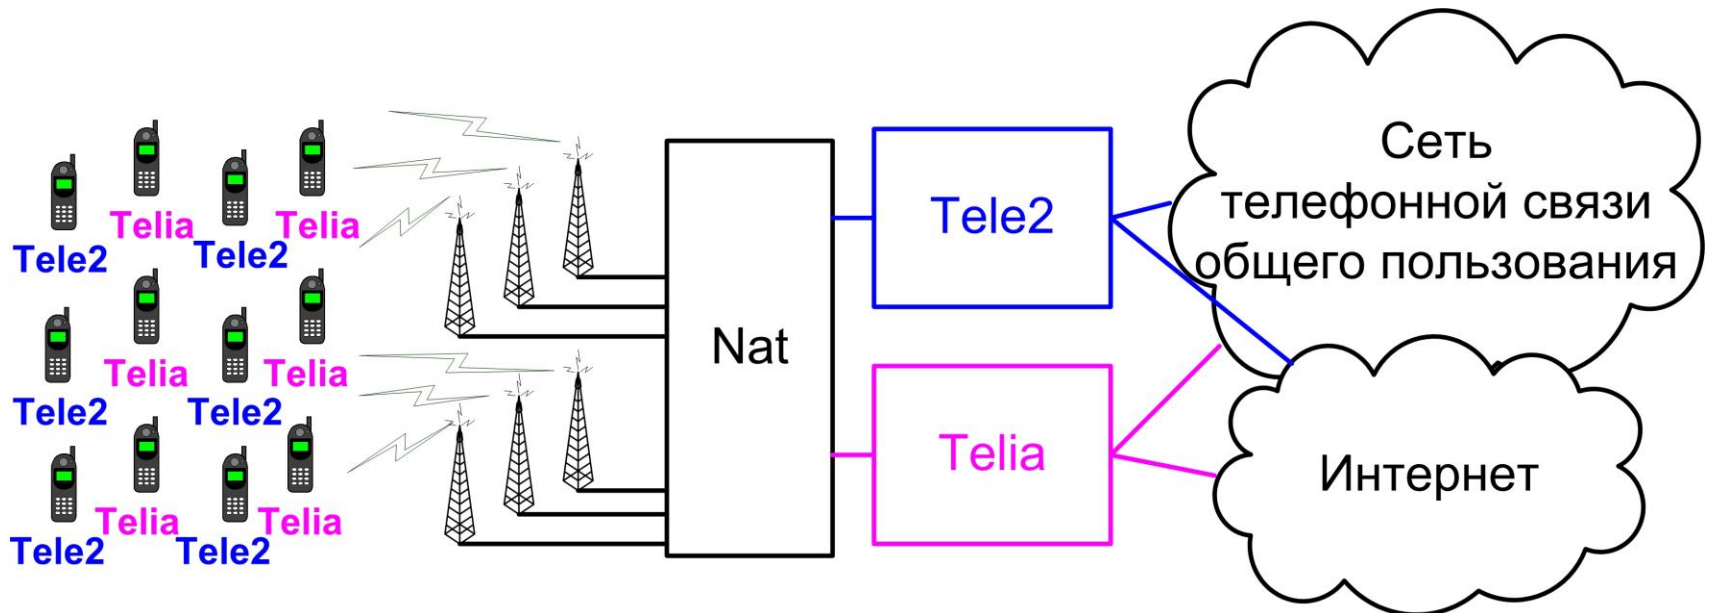 Telia
Telia
Tele2
Tele2
Telia
Telia
Tele2
Tele2
Telia
Telia
Tele2
Tele2
Nat
Tele2
Telia
Сеть
телефонной связи
общего пользования
Интернет